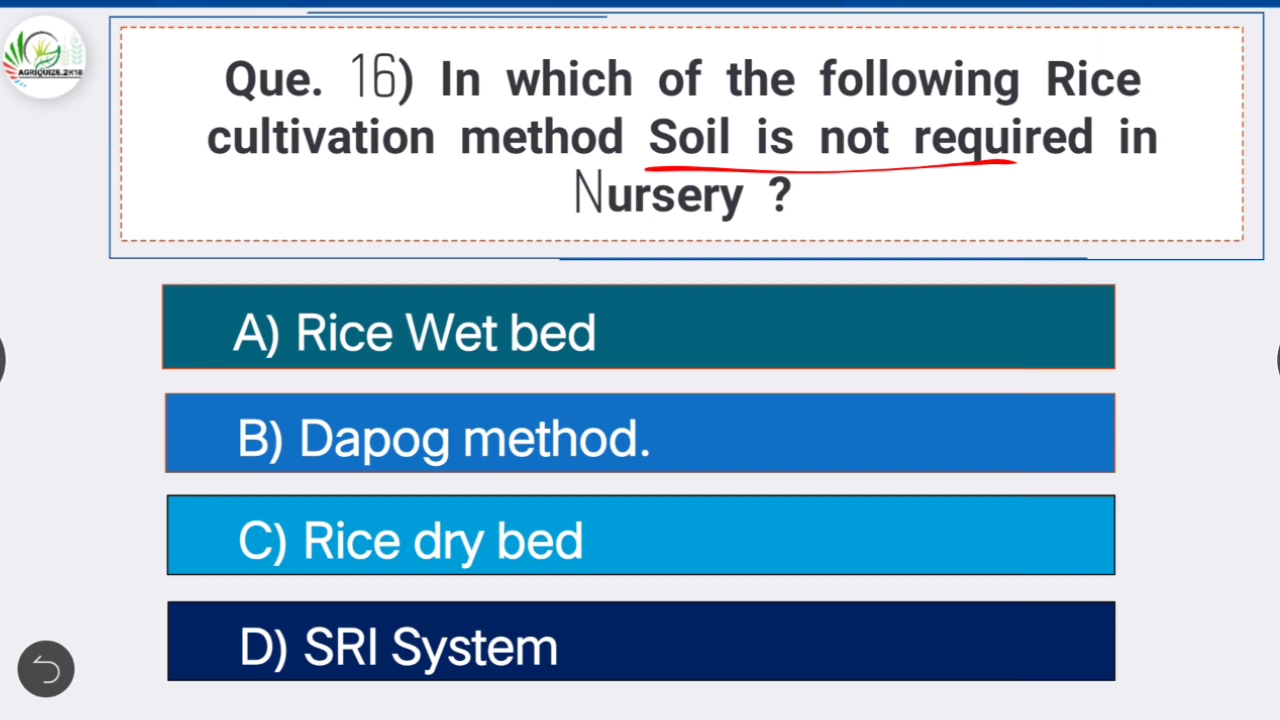 AGRIQUIZE.2K18
Que. 16) In which of the following Rice
cultivation method Soil is not required in
Nursery ?
A) Rice Wet bed
B) Dapog method.
C) Rice dry bed
D) SRI System